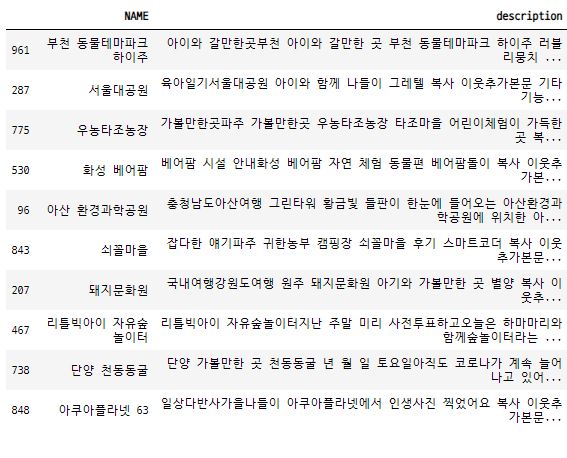 NAME description
961 부천 동물테마파크 아이와 갈만한곳부천 아이와 갈만한 곳 부천 동물테마파크 하이주 러블
하이주 리뭉치 ...
287 서울대공원 육아일기서울대공원 아이와 함께 나들이 그레텔 복사 이웃추가본문 기타
기능...
775 우농타조농장 가볼만한곳파주 가볼만한곳 우농타조농장 타조마을 어린이체험이 가득한
곳 복...
530 화성 베어팜 베어팜 시설 안내화성 베어팜 자연 체험 동물편 베어팜돌이 복사 이웃추
가본...
96 아산 환경과학공원 충청남도아산여행 그린타워 황금빛 들판이 한눈에 들어오는 아산환경과
학공원에 위치한 아...
843 쇠꼴마을 잡다한 얘기파주 귀한농부 캠핑장 쇠꼴마을 후기 스마트코더 복사 이웃
추가본문...
207 돼지문화원 국내여행강원도여행 원주 돼지문화원 아기와 가볼만한 곳 별양 복사 이
웃추...
467 리틀빅아이 자유숲 리틀빅아이 자유숲놀이터지난 주말 미리 사전투표하고오늘은 하마마리와
놀이터 함께숲놀이터라는 ...
738 단양 천동동굴 단양 가볼만한 곳 천동동굴 년 월 일 토요일아직도 코로나가 계속 늘어
나고 있어...
848 아쿠아플라넷 63 일상다반사가을나들이 아쿠아플라넷에서 인생사진 찍었어요 복사 이웃추
가본문...